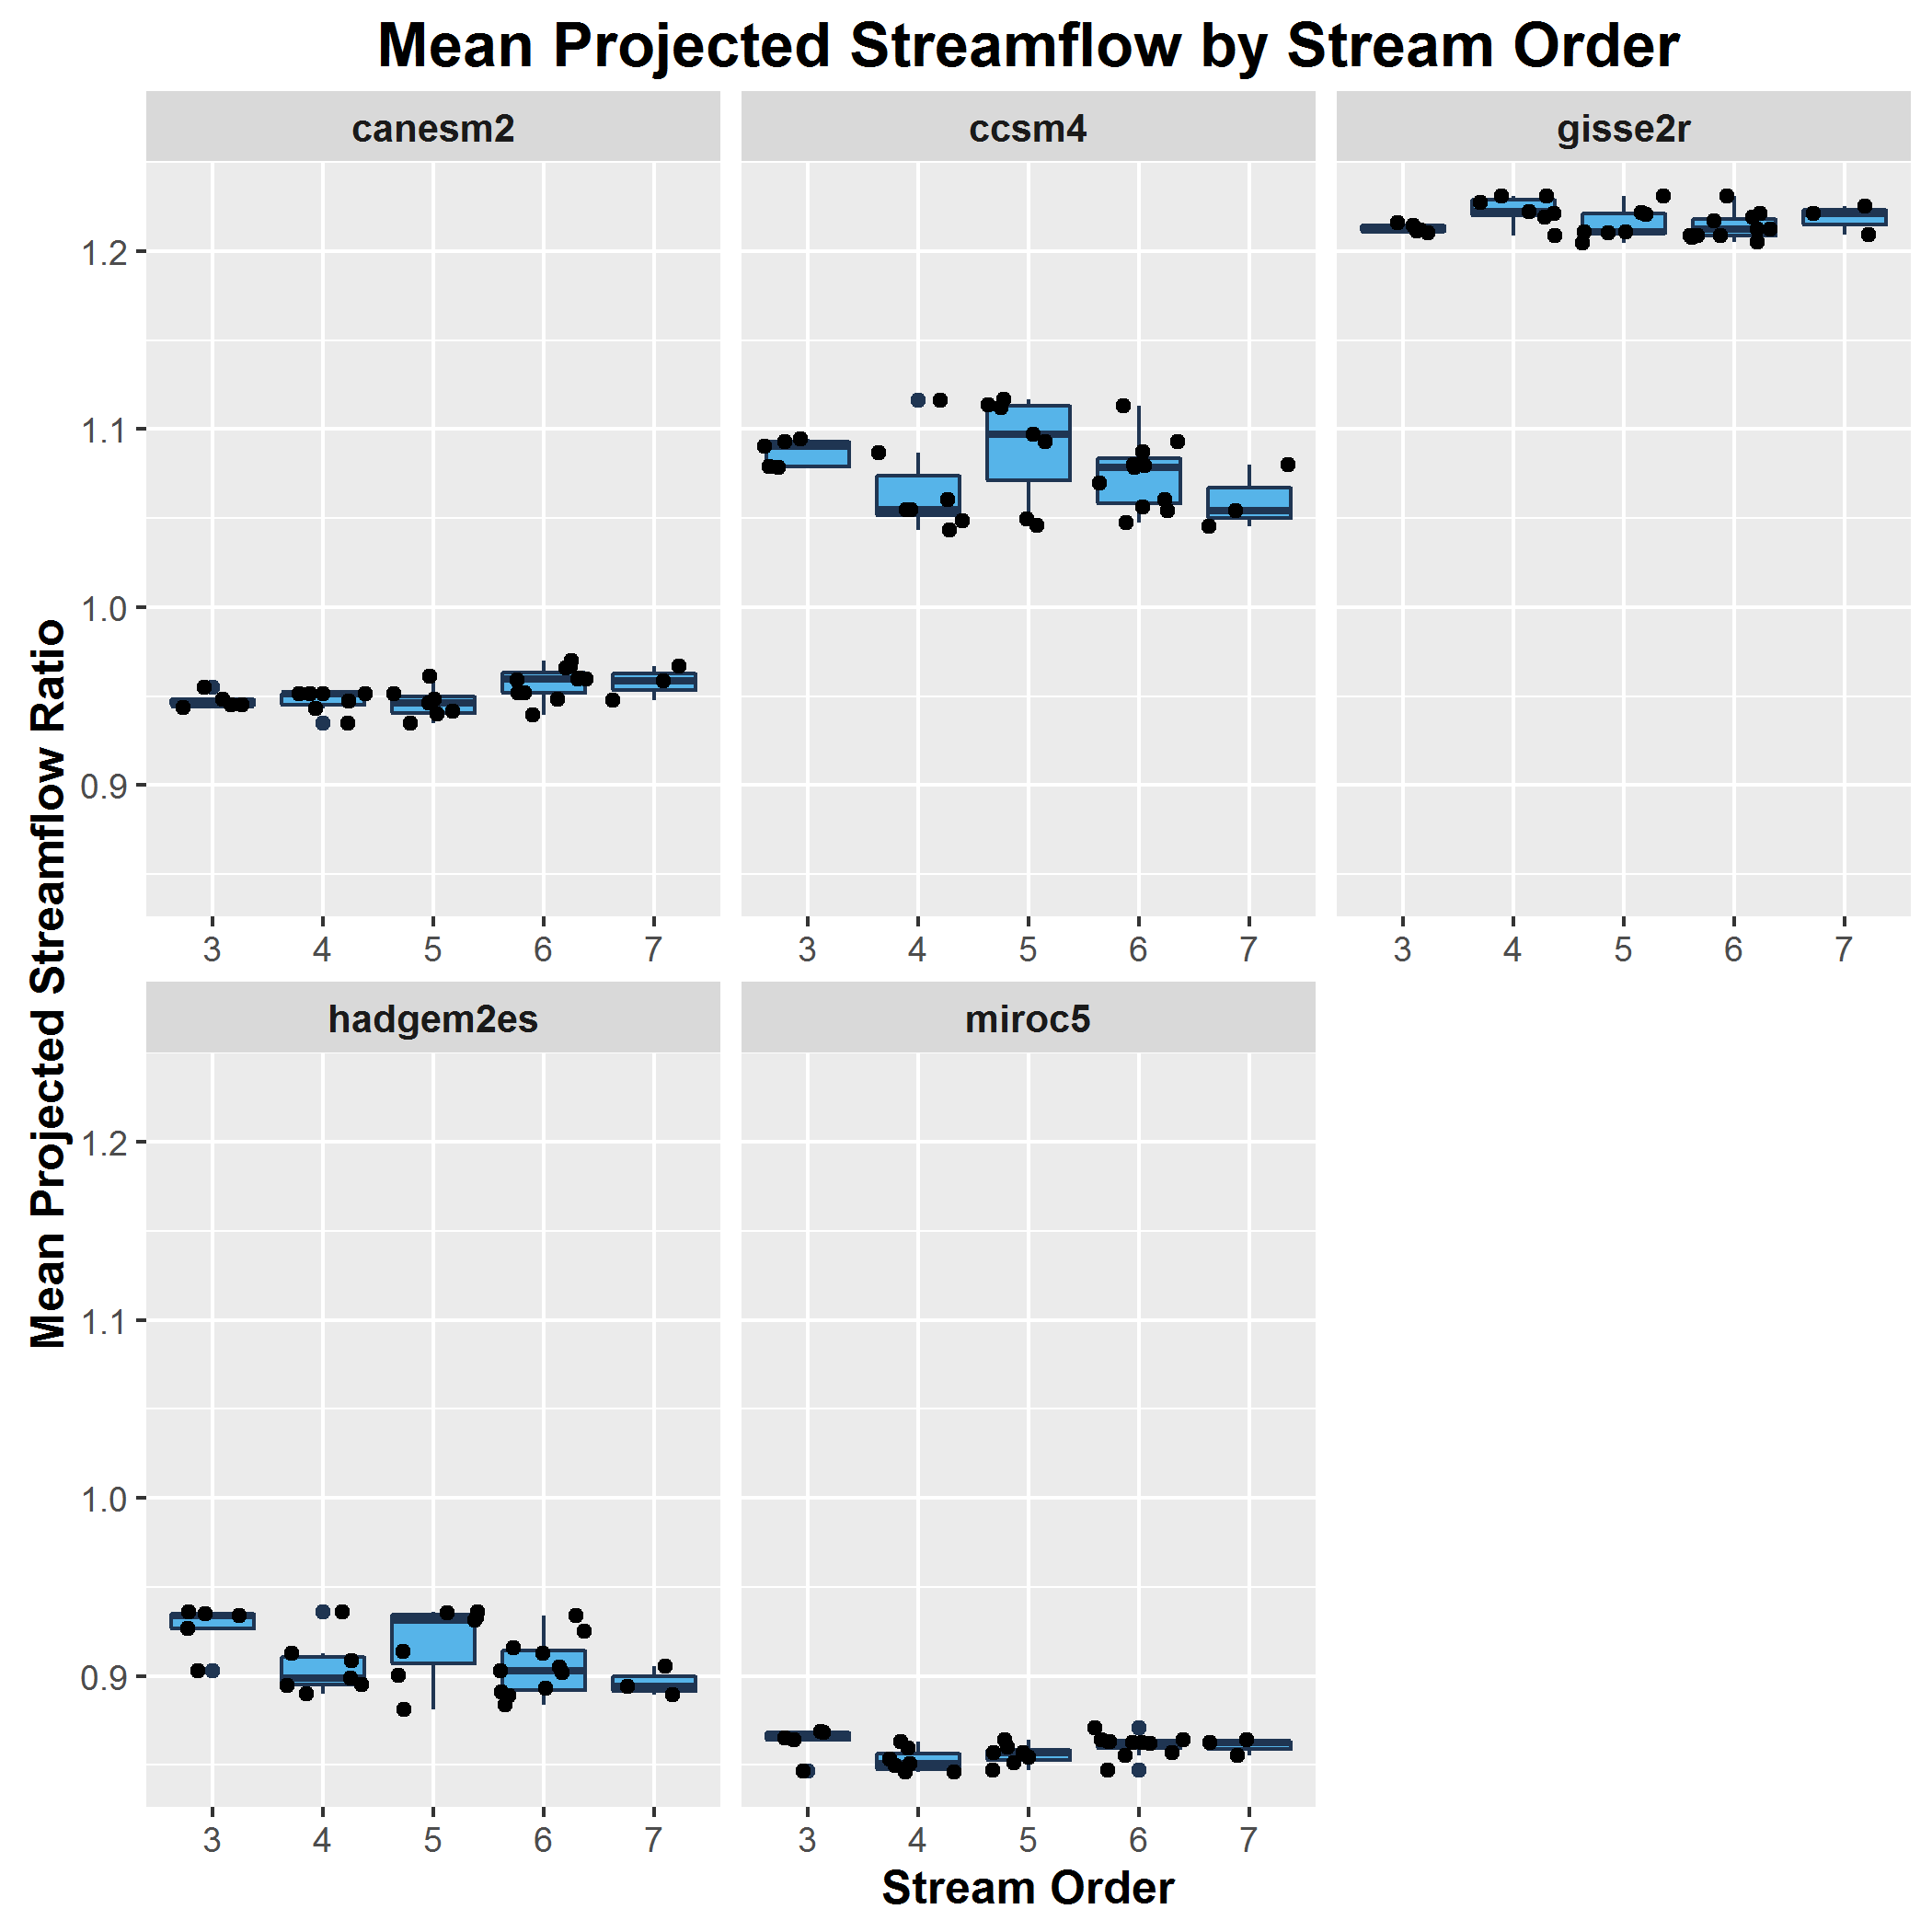 Mean Projected Streamflow by Stream Order
canesm2 ccsm4 gisse2r
1.2
1.1
1.0
0.9
3 4 5 6 7 3 4 5 6 7 3 4 5 6 7
Mean Projected Streamflow Ratio
hadgem2es miroc5
1.2
1.1
1.0
0.9
3 4 5 6 7 3 4 5 6 7
Stream Order